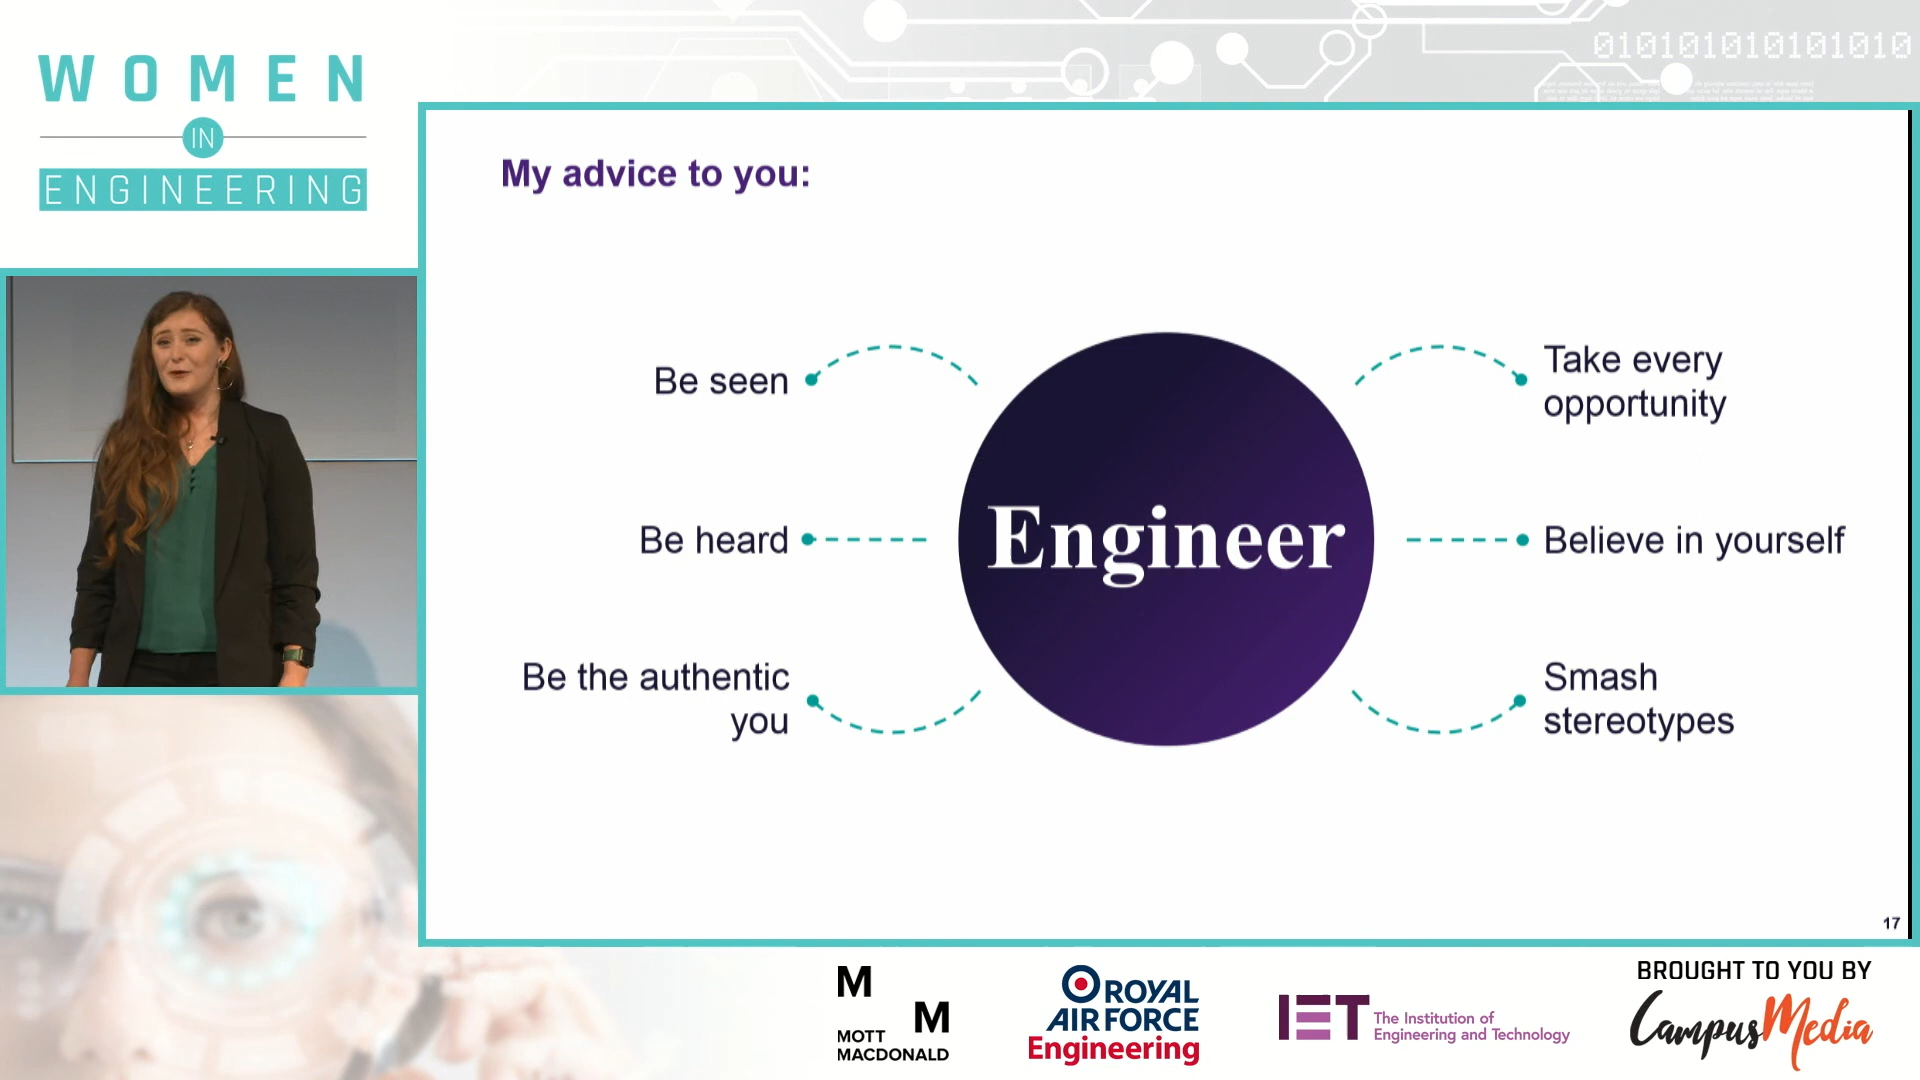 WOMEN
IN
ENGINEERING
010101010101010
My advice to you:
Be seen
Be heard
Be the authentic
you
Engineer
Take every
opportunity
Believe in yourself
Smash
stereotypes
17
M
M
MOTT
MACDONALD
ROYAL
AIR FORCE
Engineering
IET
The Institution of
Engineering and Technology
BROUGHT TO YOU BY
CampusMedia